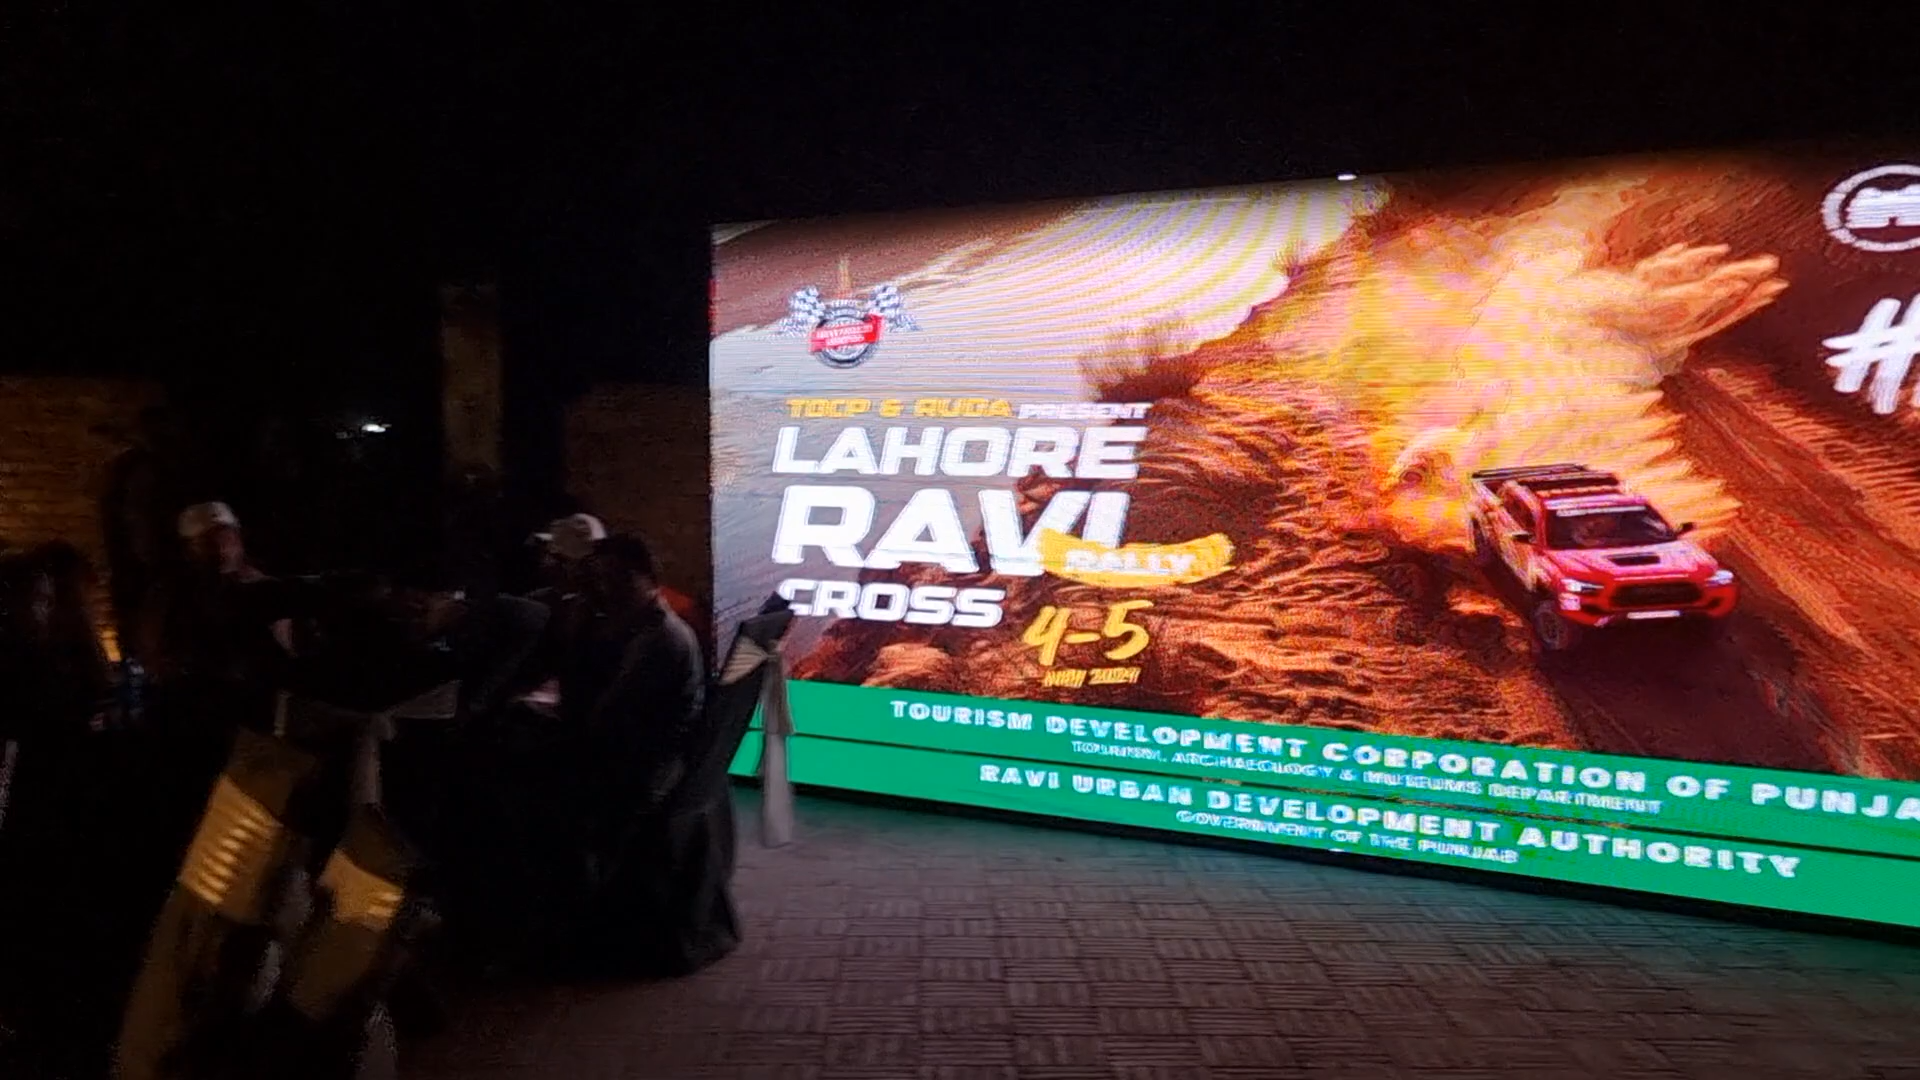 TDCP & RUDA PRESENT
LAHORE
RAVI
RALLY
CROSS
4-5
2024
#
TOURISM DEVELOPMENT CORPORATION OF PUNJA
TOURISM, ARCHAEOLOGY & MUSEUMS DEPARTMENT
RAVI URBAN DEVELOPMENT AUTHORITY
GOVERNMENT OF THE PUNJAB